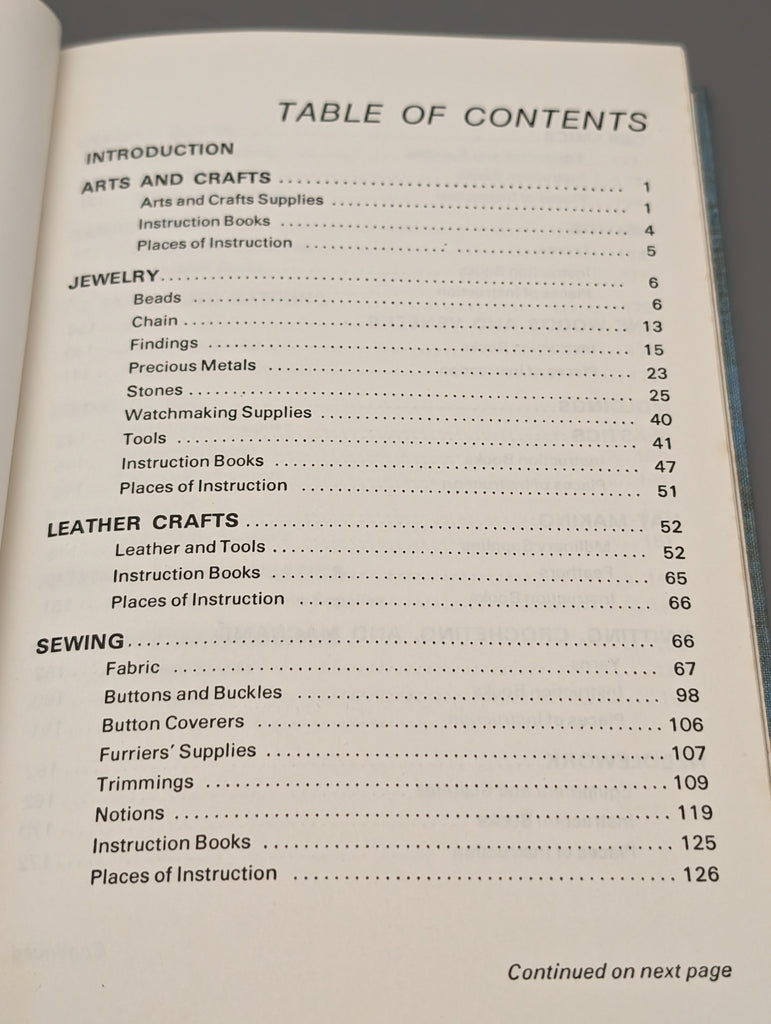 TABLE OF CONTENTS
INTRODUCTION
ARTS AND CRAFTS ........................................ 1
Arts and Crafts Supplies ........................................ 1
Instruction Books ........................................ 4
Places of Instruction ........................................ 5
JEWELRY ........................................ 6
Beads ........................................ 6
Chain ........................................ 13
Findings ........................................ 15
Precious Metals ........................................ 23
Stones ........................................ 25
Watchmaking Supplies ........................................ 40
Tools ........................................ 41
Instruction Books ........................................ 47
Places of Instruction ........................................ 51
LEATHER CRAFTS ........................................ 52
Leather and Tools ........................................ 52
Instruction Books ........................................ 65
Places of Instruction ........................................ 66
SEWING ........................................ 66
Fabric ........................................ 67
Buttons and Buckles ........................................ 98
Button Coverers ........................................ 106
Furriers' Supplies ........................................ 107
Trimmings ........................................ 109
Notions ........................................ 119
Instruction Books ........................................ 125
Places of Instruction ........................................ 126
Continued on next page